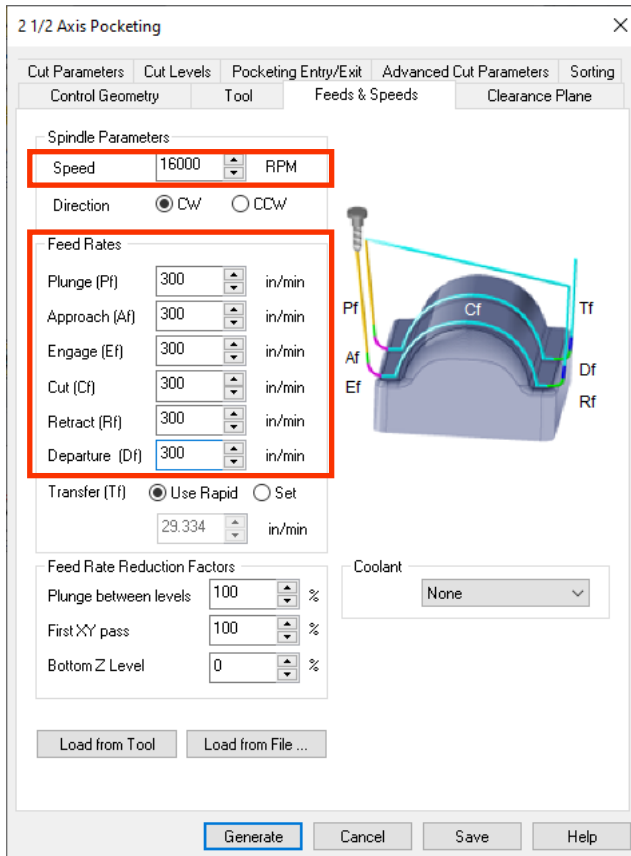 2 1/2 Axis Pocketing
Cut Parameters Cut Levels Pocketing Entry/Exit Advanced Cut Parameters Sorting
Control Geometry Tool Feeds & Speeds Clearance Plane
Spindle Parameters
Speed 16000 RPM
Direction CW CCW
Feed Rates
Plunge (Pf) 300 in/min
Approach (Af) 300 in/min
Engage (Ef) 300 in/min
Cut (Cf) 300 in/min
Retract (Rf) 300 in/min
Departure (Df) 300 in/min
Transfer (Tf) Use Rapid Set
29.334 in/min
Pf Cf Tf
Af Df
Ef Rf
Feed Rate Reduction Factors
Plunge between levels 100 %
First XY pass 100 %
Bottom Z Level 0 %
Coolant
None
Load from Tool Load from File ...
Generate Cancel Save Help